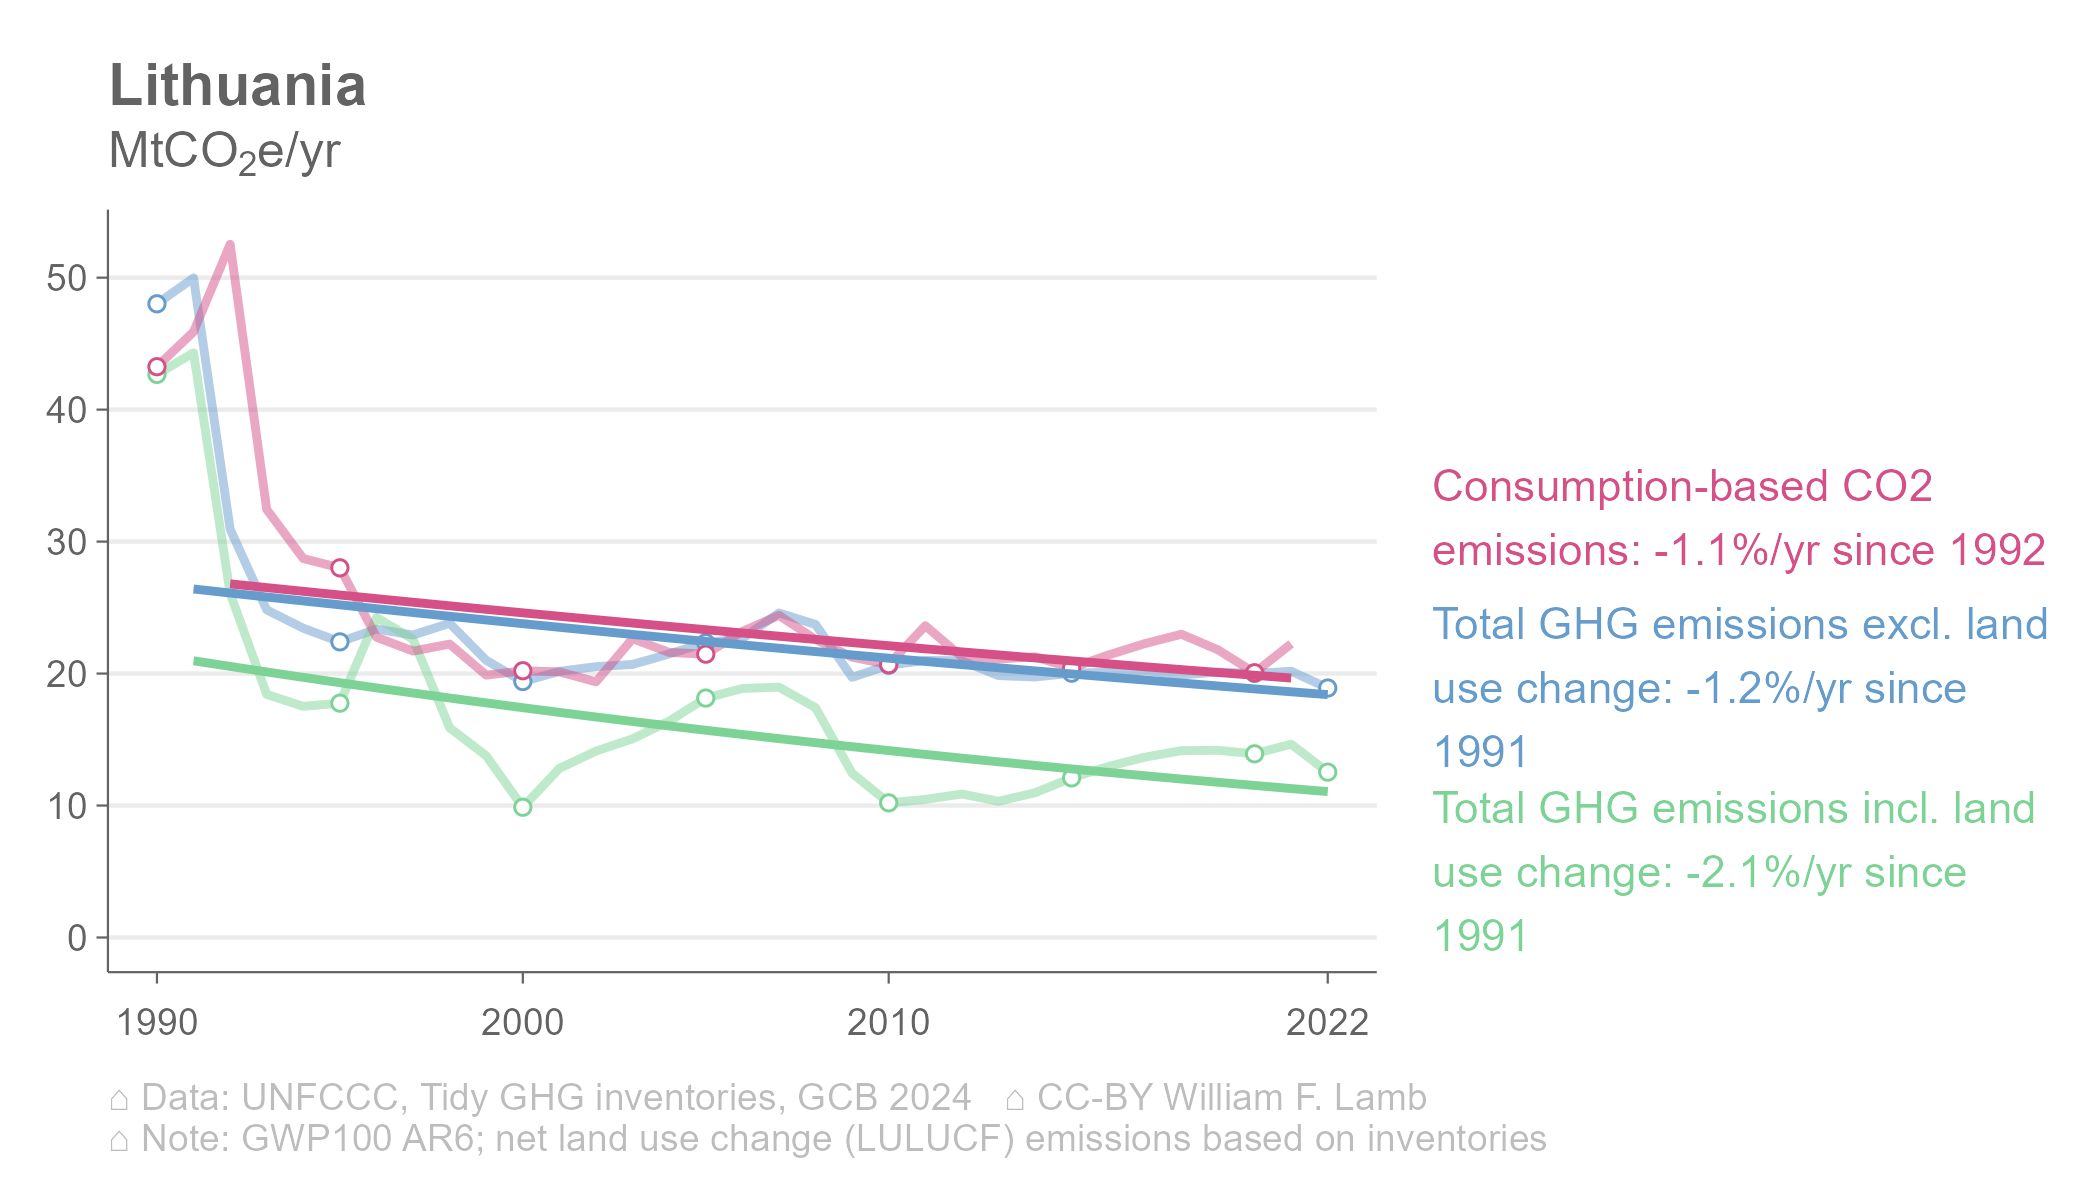 Lithuania
MtCO₂e/yr
50
40
30
20
10
0
1990 2000 2010 2022
Consumption-based CO2
emissions: -1.1%/yr since 1992
Total GHG emissions excl. land
use change: -1.2%/yr since
1991
Total GHG emissions incl. land
use change: -2.1%/yr since
1991
⌂ Data: UNFCCC, Tidy GHG inventories, GCB 2024 ⌂ CC-BY William F. Lamb
⌂ Note: GWP100 AR6; net land use change (LULUCF) emissions based on inventories